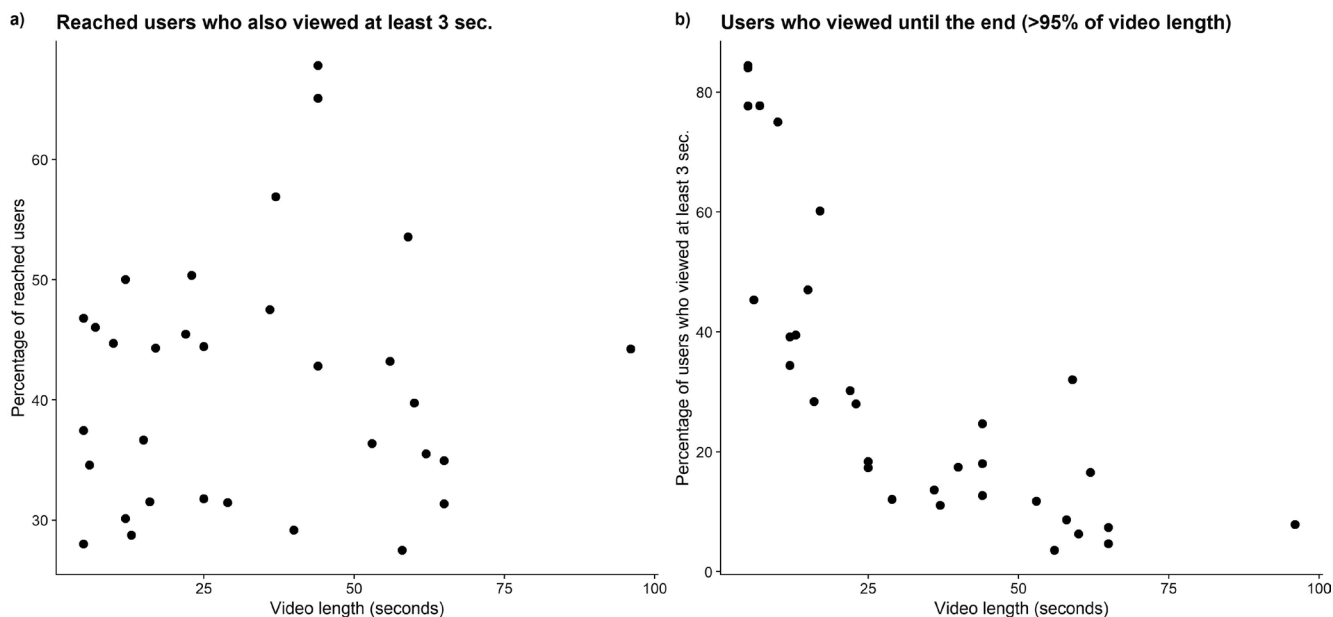 a) Reached users who also viewed at least 3 sec.
Percentage of reached users
60
50
40
30
25
50
75
100
Video length (seconds)
b) Users who viewed until the end (>95% of video length)
Percentage of users who viewed at least 3 sec.
80
60
40
20
0
25
50
75
100
Video length (seconds)